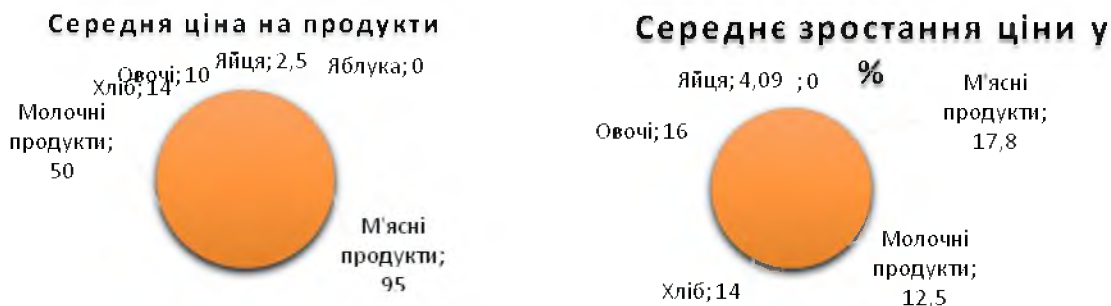 Середня ціна на продукти
Яйця; 2,5
Яблука; 0
Овочі; 10
Хліб; 14
Молочні
продукти;
50
М'ясні
продукти;
95
Середнє зростання ціни у
%
Яйця; 4,09
; 0
М'ясні
продукти;
17,8
Овочі; 16
Молочні
продукти;
12,5
Хліб; 14